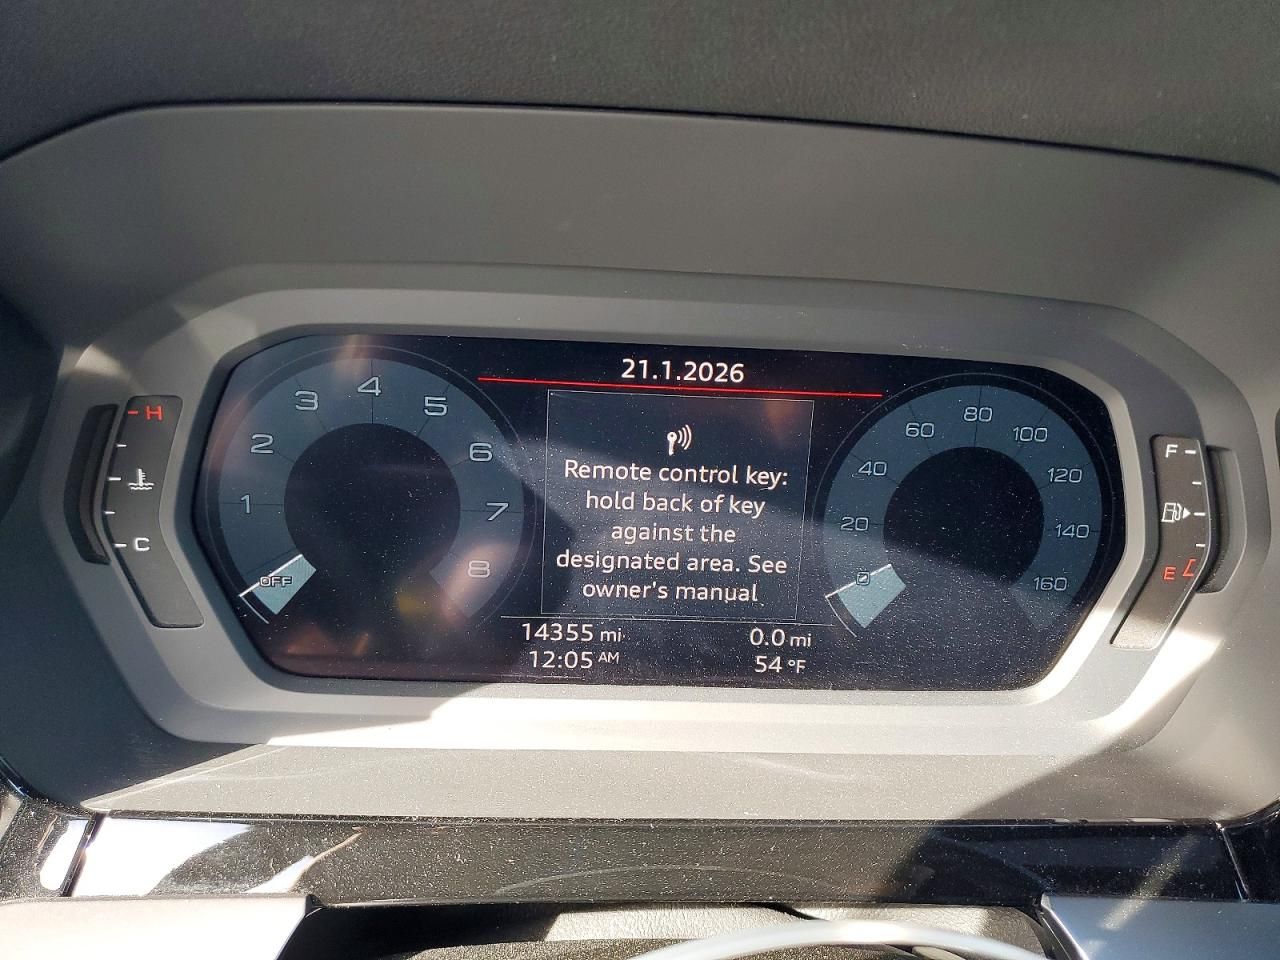 21.1.2026
Remote control key:
hold back of key
against the
designated area. See
owner's manual
14355 mi
0.0 mi
12:05 AM
54 °F
H
C
OFF
1
2
3
4
5
6
7
8
0
20
40
60
80
100
120
140
160
F
E